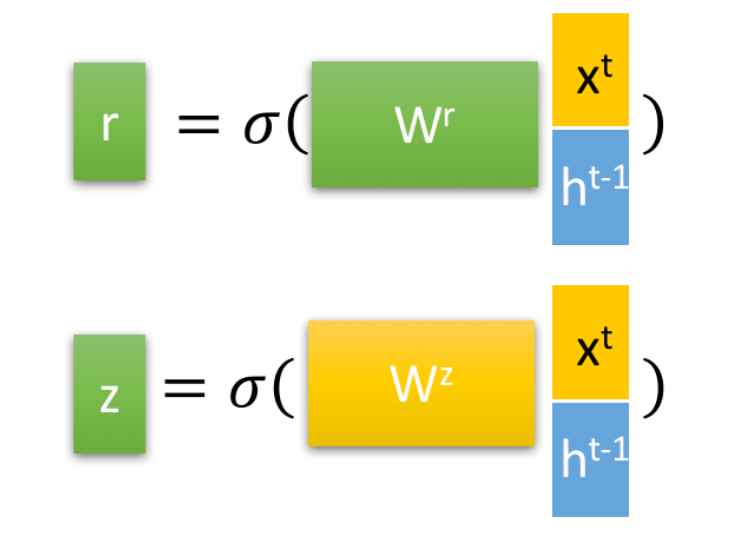 r = σ( Wʳ xᵗ hᵗ⁻¹ )
z = σ( Wᶻ xᵗ hᵗ⁻¹ )